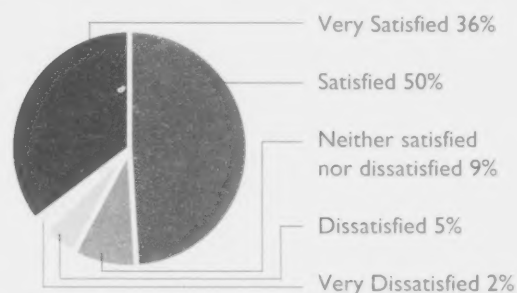 Very Satisfied 36%
Satisfied 50%
Neither satisfied
nor dissatisfied 9%
Dissatisfied 5%
Very Dissatisfied 2%